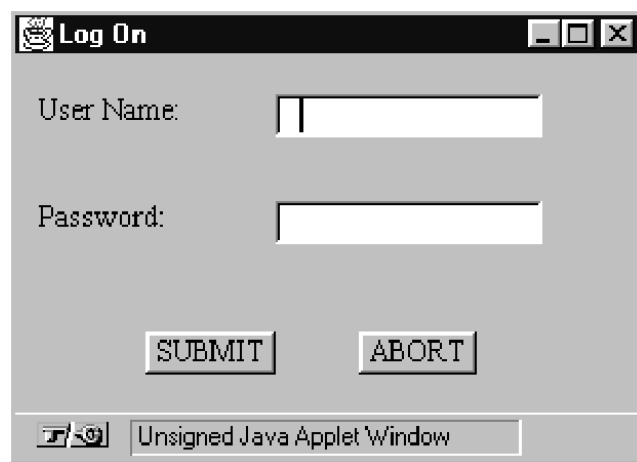 Log On
User Name:
Password:
SUBMIT ABORT
Unsigned Java Applet Window